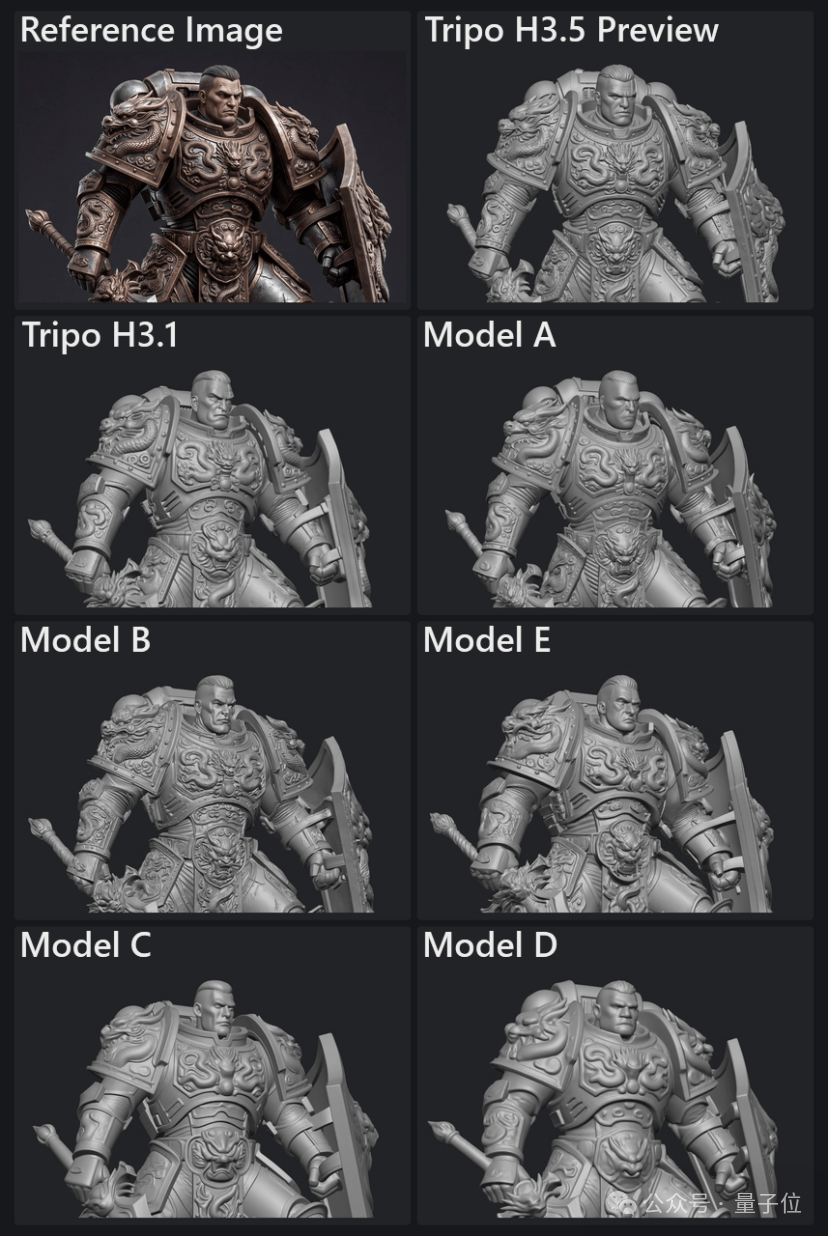 Reference Image
Tripo H3.5 Preview
Tripo H3.1
Model A
Model B
Model E
Model C
Model D
公众号 · 量子位